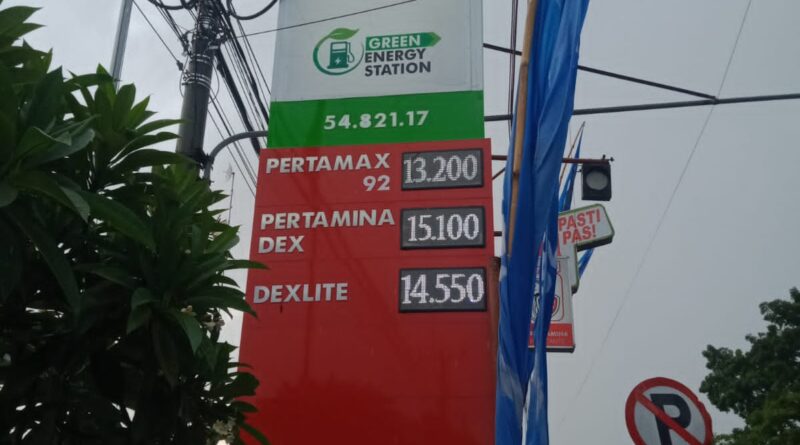 GREEN
ENERGY
STATION
54.821.17
PERTAMAX 13.200
92
PERTAMINA 15.100
DEX
DEXLITE 14.550
PASTI
PAS!
P